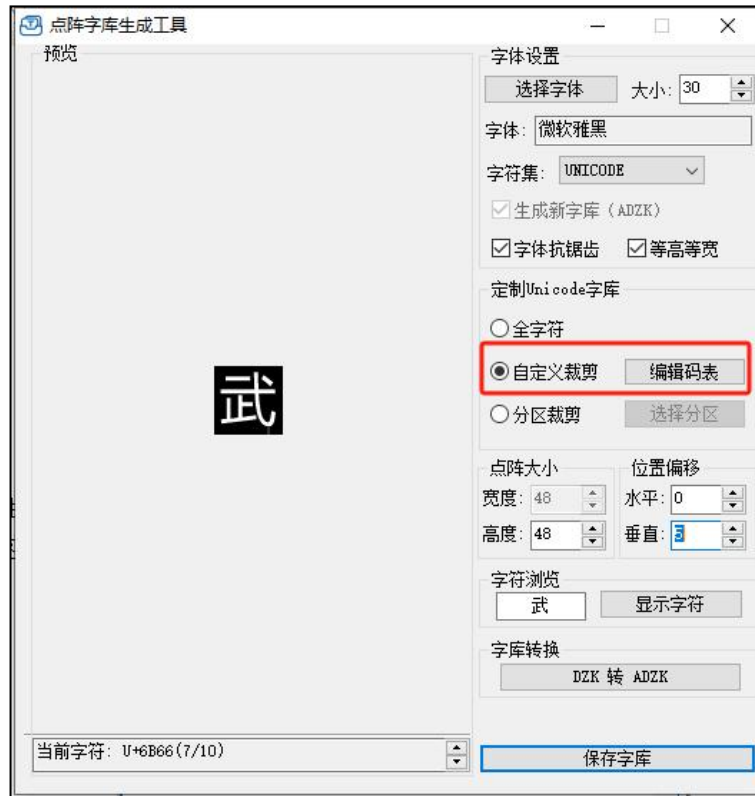 点阵字库生成工具
预览
武
当前字符: U+6B66(7/10)
字体设置
选择字体 大小: 30
字体: 微软雅黑
字符集: UNICODE
生成新字库（ADZK）
字体抗锯齿 等高等宽
定制Unicode字库
全字符
自定义裁剪 编辑码表
分区裁剪 选择分区
点阵大小 位置偏移
宽度: 48 水平: 0
高度: 48 垂直:
字符浏览
武 显示字符
字库转换
DZK 转 ADZK
保存字库